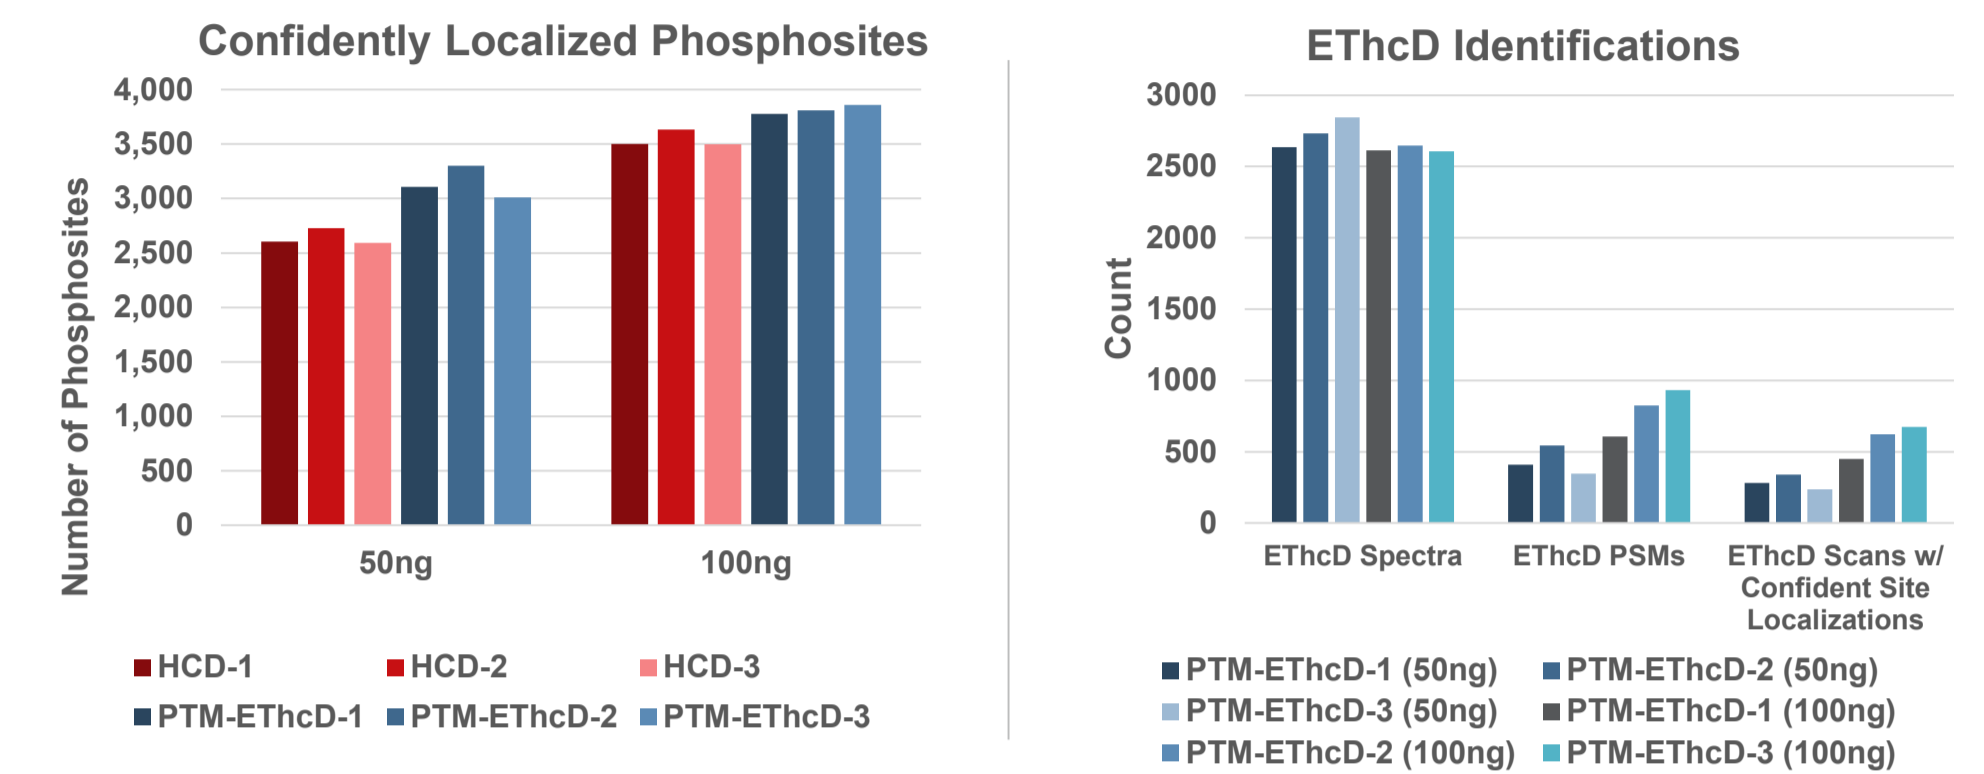 Confidently Localized Phosphosites
Number of Phosphosites
4,000
3,500
3,000
2,500
2,000
1,500
1,000
500
0
50ng
100ng
HCD-1
HCD-2
HCD-3
PTM-EThcD-1
PTM-EThcD-2
PTM-EThcD-3
EThcD Identifications
Count
3000
2500
2000
1500
1000
500
0
EThcD Spectra
EThcD PSMs
EThcD Scans w/
Confident Site
Localizations
PTM-EThcD-1 (50ng)
PTM-EThcD-2 (50ng)
PTM-EThcD-3 (50ng)
PTM-EThcD-1 (100ng)
PTM-EThcD-2 (100ng)
PTM-EThcD-3 (100ng)